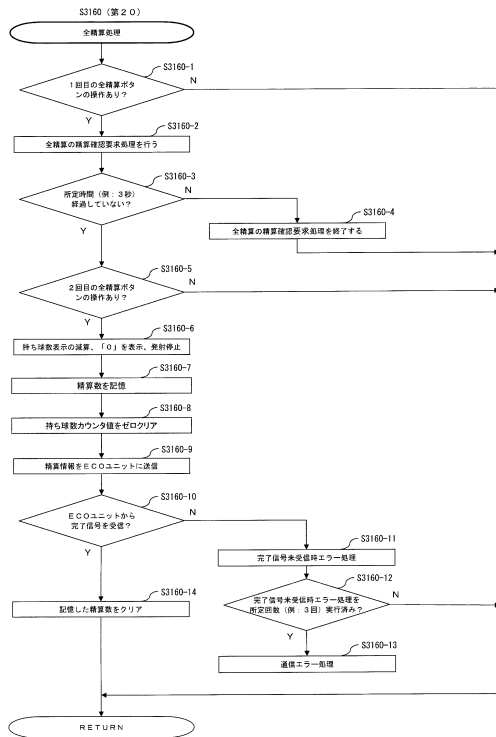 S3160（第２０）
全精算処理
S3160-1
１回目の全精算ボタ
ンの操作あり？
N
Y
S3160-2
全精算の精算確認要求処理を行う
S3160-3
所定時間（例：３秒）
経過していない？
N
Y
S3160-4
全精算の精算確認要求処理を終了する
S3160-5
２回目の全精算ボタ
ンの操作あり？
N
Y
S3160-6
持ち球数表示の減算、「０」を表示、発射停止
S3160-7
精算数を記憶
S3160-8
持ち球数カウンタ値をゼロクリア
S3160-9
精算情報をＥＣＯユニットに送信
S3160-10
ＥＣＯユニットから
完了信号を受信？
N
Y
S3160-11
完了信号未受信時エラー処理
S3160-12
完了信号未受信時エラー処理を
所定回数（例：３回）実行済み？
N
Y
S3160-13
通信エラー処理
S3160-14
記憶した精算数をクリア
ＲＥＴＵＲＮ